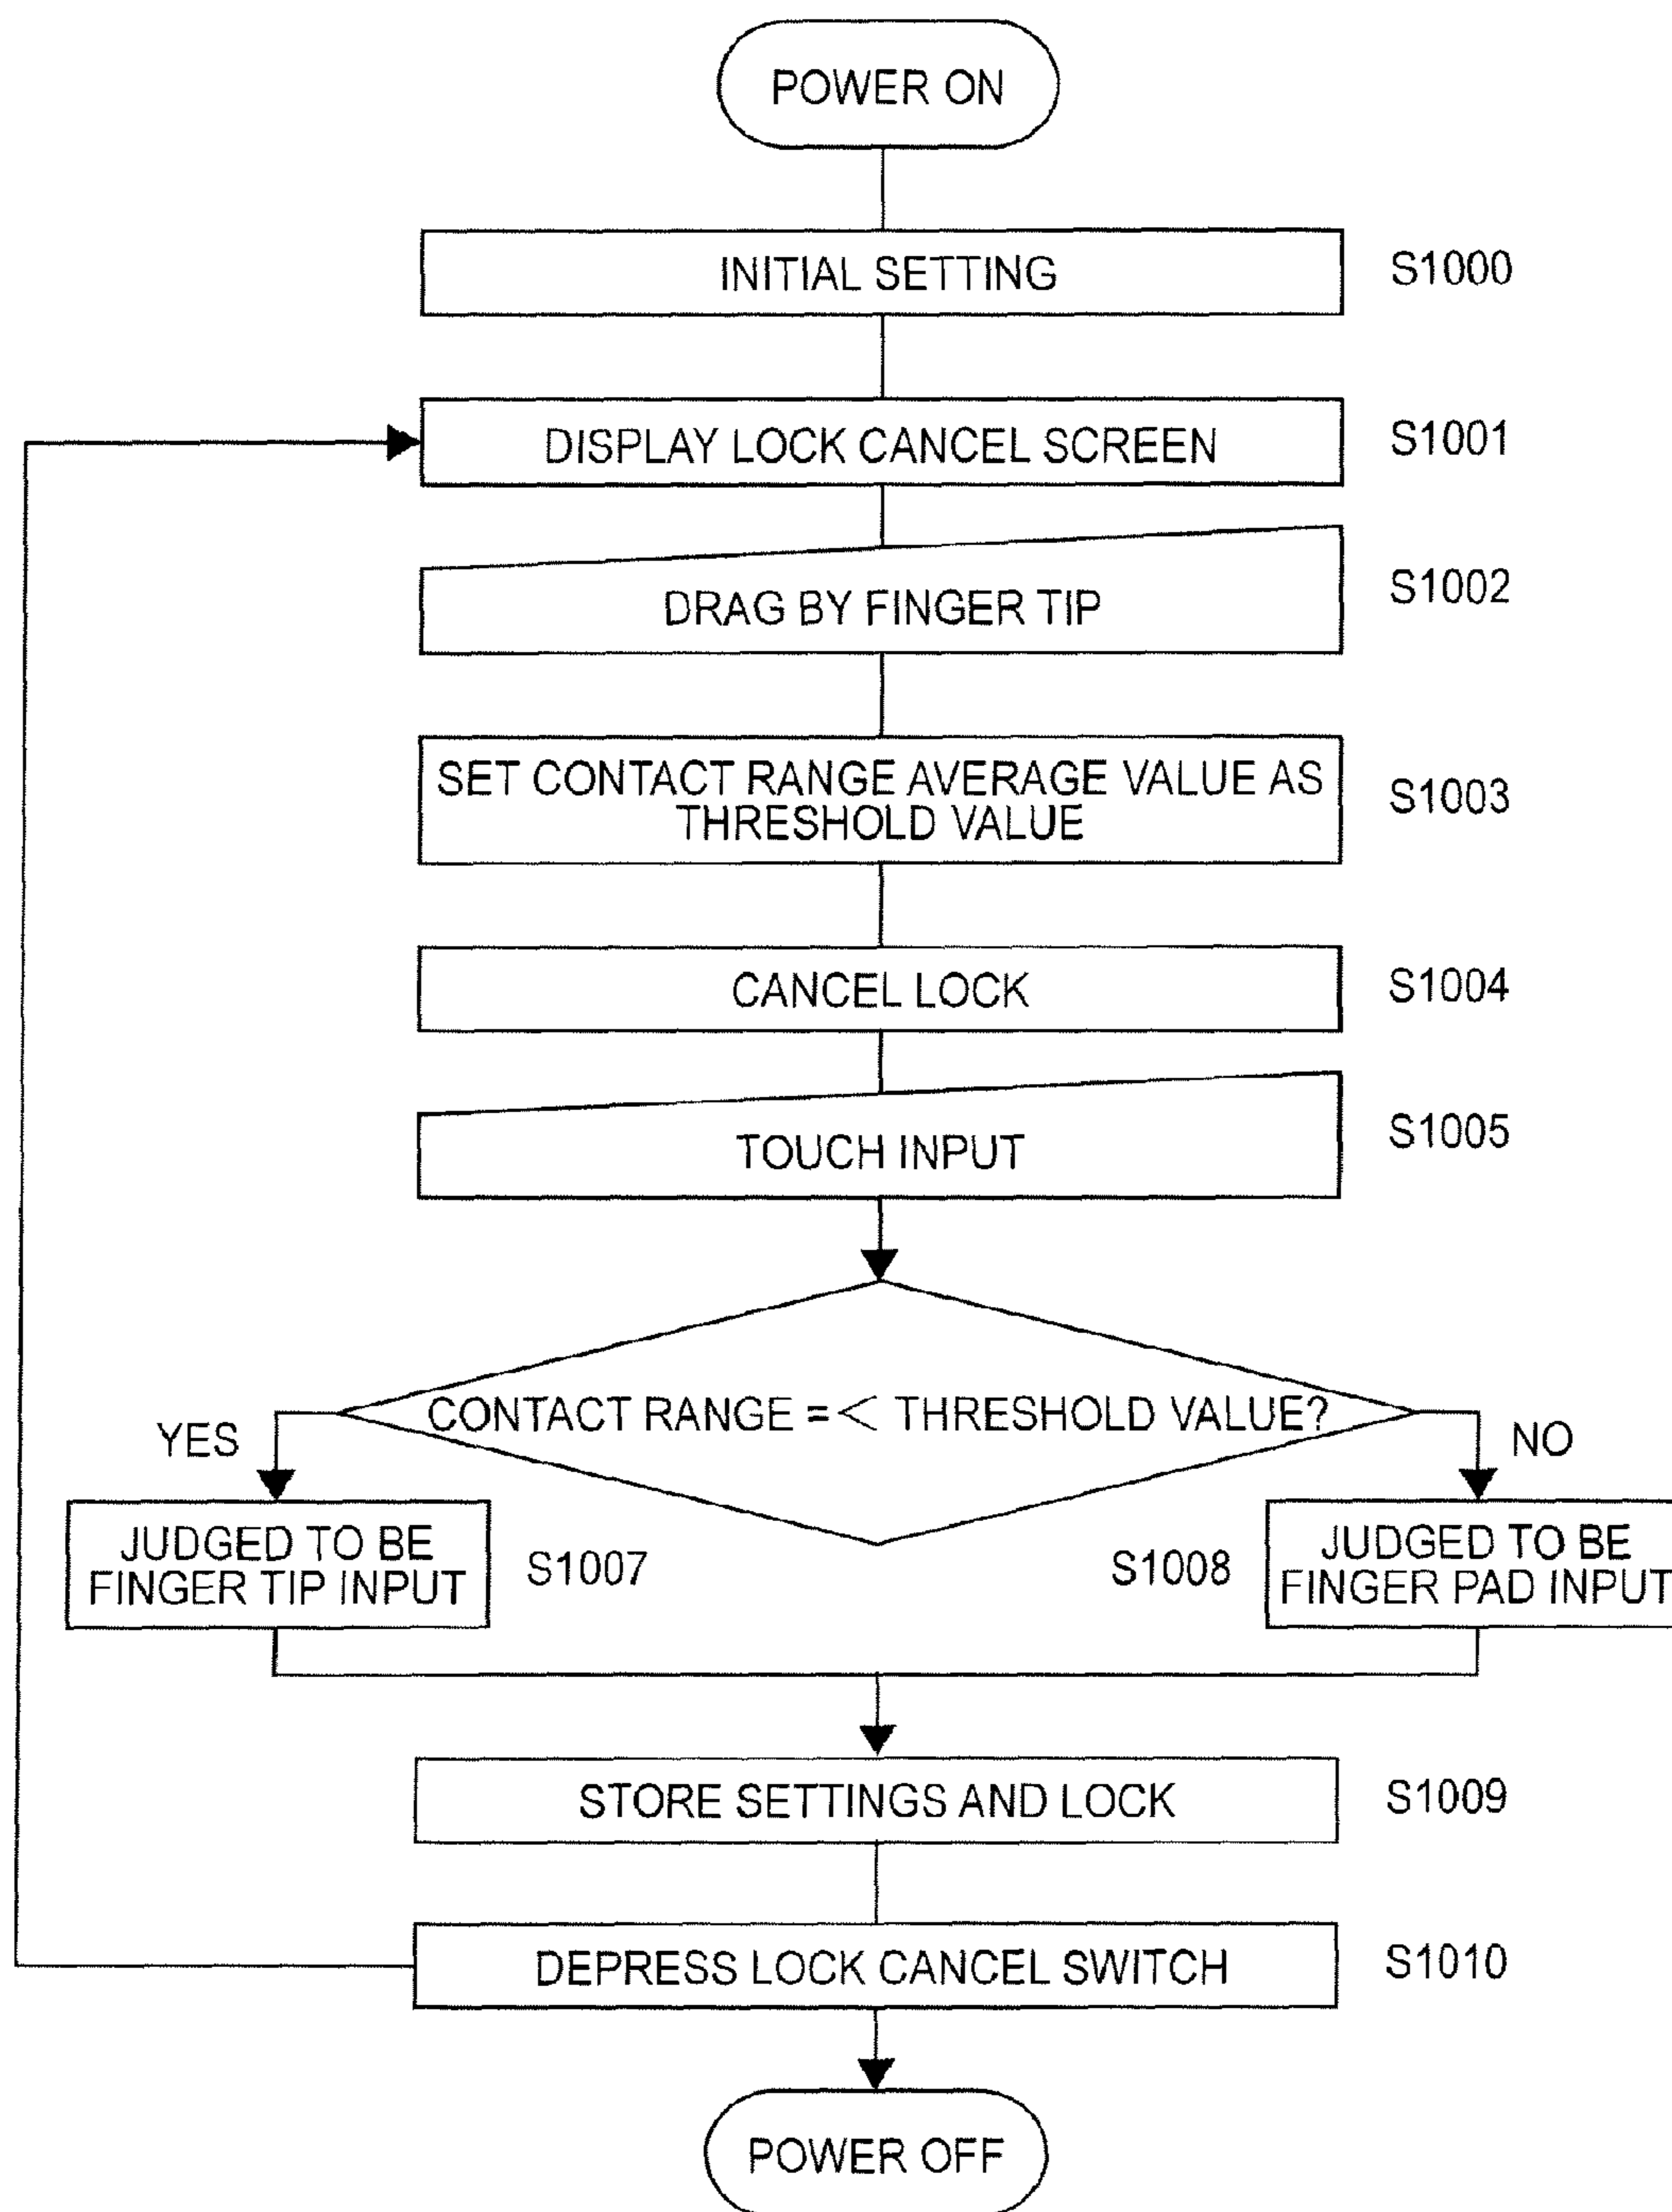 POWER ON
INITIAL SETTING
S1000
DISPLAY LOCK CANCEL SCREEN
S1001
DRAG BY FINGER TIP
S1002
SET CONTACT RANGE AVERAGE VALUE AS
THRESHOLD VALUE
S1003
CANCEL LOCK
S1004
TOUCH INPUT
S1005
CONTACT RANGE =< THRESHOLD VALUE?
YES
NO
JUDGED TO BE
FINGER TIP INPUT
S1007
S1008
JUDGED TO BE
FINGER PAD INPUT
STORE SETTINGS AND LOCK
S1009
DEPRESS LOCK CANCEL SWITCH
S1010
POWER OFF